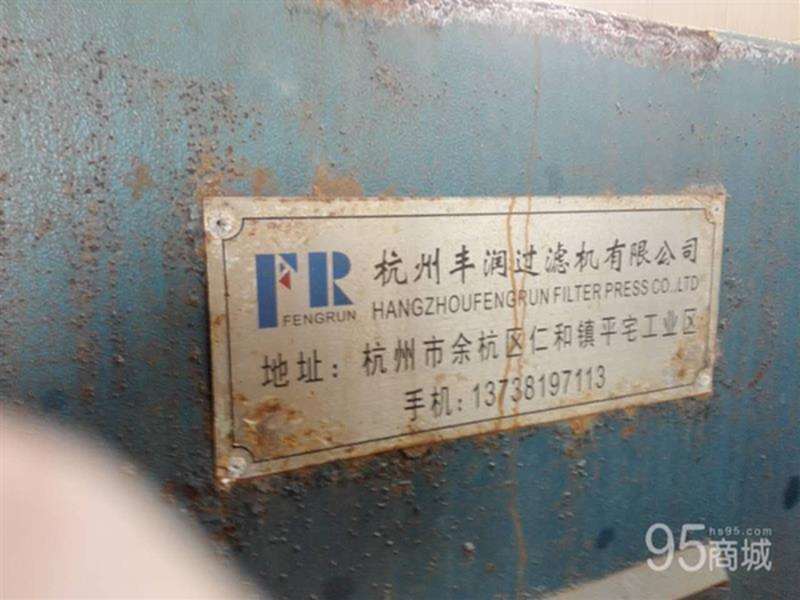 FR
FENGRUN
杭州丰润过滤机有限公司
HANGZHOUFENGRUN FILTER PRESS CO.,LTD
地址：杭州市余杭区仁和镇平宅工业区
手机：13738197113
95商城
hs95.com